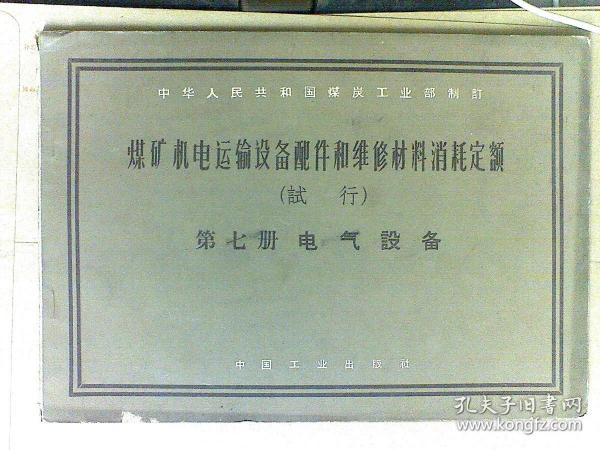 中华人民共和国煤炭工业部制訂
煤矿机电运输设备配件和维修材料消耗定额
(試 行)
第七册 电气設备
中国工业出版社
孔夫子旧书网
www.kongfz.com